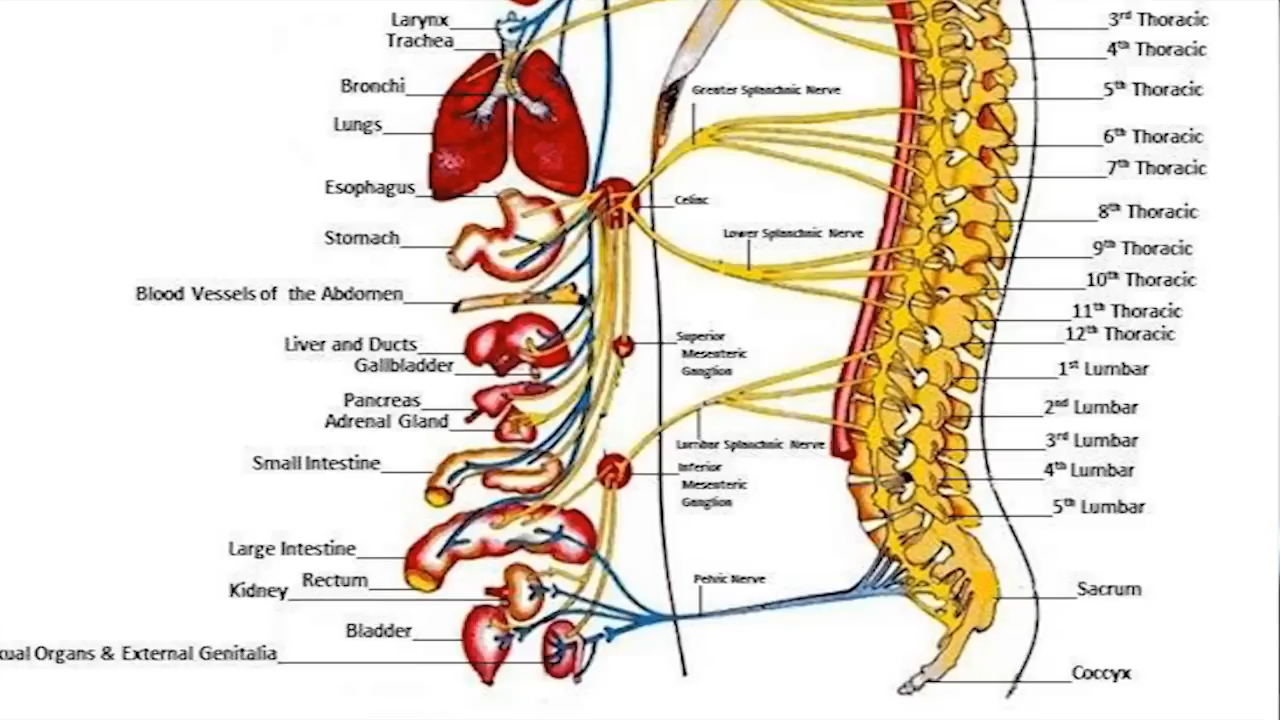 Larynx
Trachea
Bronchi
Lungs
Esophagus
Stomach
Blood Vessels of the Abdomen
Liver and Ducts
Gallbladder
Pancreas
Adrenal Gland
Small Intestine
Large Intestine
Rectum
Kidney
Bladder
Organs & External Genitalia
Greater Splanchnic Nerve
Celiac
Lower Splanchnic Nerve
Superior
Mesenteric
Ganglion
Lumbar Splanchnic Nerve
Inferior
Mesenteric
Ganglion
Pelvic Nerve
3rd Thoracic
4th Thoracic
5th Thoracic
6th Thoracic
7th Thoracic
8th Thoracic
9th Thoracic
10th Thoracic
11th Thoracic
12th Thoracic
1st Lumbar
2nd Lumbar
3rd Lumbar
4th Lumbar
5th Lumbar
Sacrum
Coccyx